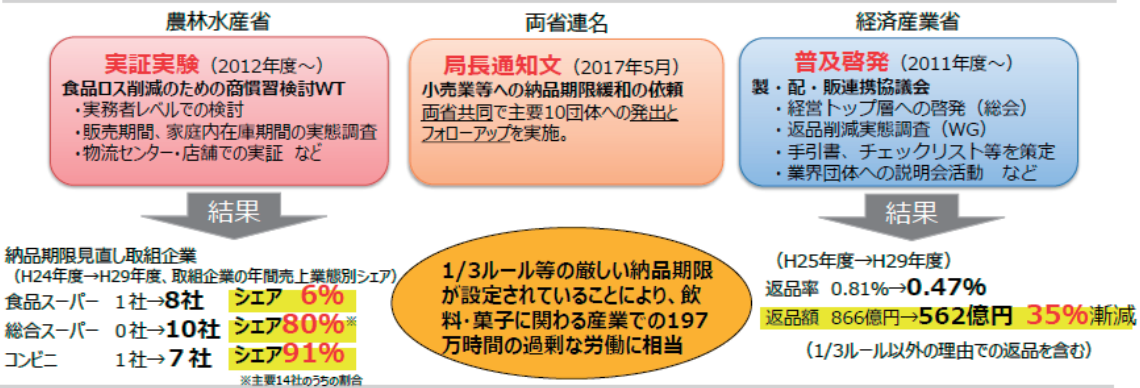 農林水産省
実証実験（2012年度～）
食品ロス削減のための商慣習検討WT
・実務者レベルでの検討
・販売期間、家庭内在庫期間の実態調査
・物流センター・店舗での実証 など
結果
納品期限見直し取組企業
（H24年度→H29年度、取組企業の年間売上業態別シェア）
食品スーパー 1社→8社 シェア 6%
総合スーパー 0社→10社 シェア80%※
コンビニ 1社→7社 シェア91%
※主要14社のうちの割合
両省連名
局長通知文（2017年5月）
小売業等への納品期限緩和の依頼
両省共同で主要10団体への発出と
フォローアップを実施。
1/3ルール等の厳しい納品期限
が設定されていることにより、飲
料・菓子に関わる産業での197
万時間の過剰な労働に相当
経済産業省
普及啓発（2011年度～）
製・配・販連携協議会
・経営トップ層への啓発（総会）
・返品削減実態調査（WG）
・手引書、チェックリスト等を策定
・業界団体への説明会活動 など
結果
（H25年度→H29年度）
返品率 0.81%→0.47%
返品額 866億円→562億円 35%漸減
（1/3ルール以外の理由での返品を含む）